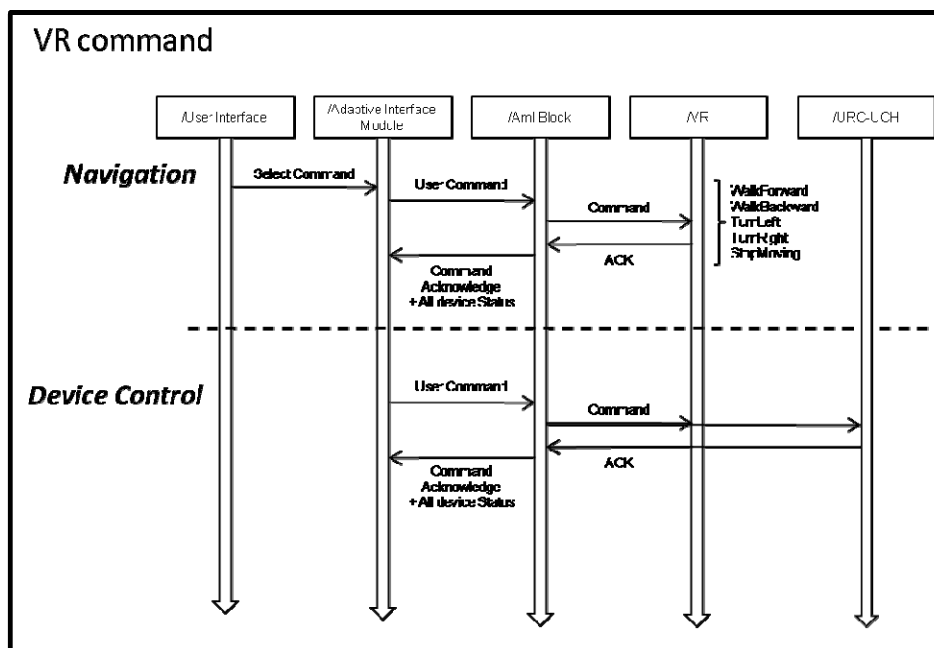 VR command
/User Interface
/Adaptive Interface
Module
/AmI Block
/VR
/URC-UCH
Navigation
Select Command
User Command
Command
ACK
WalkForward
WalkBackward
TurnLeft
TurnRight
StopMoving
Command
Acknowledge
+ All device Status
Device Control
User Command
Command
ACK
Command
Acknowledge
+ All device Status